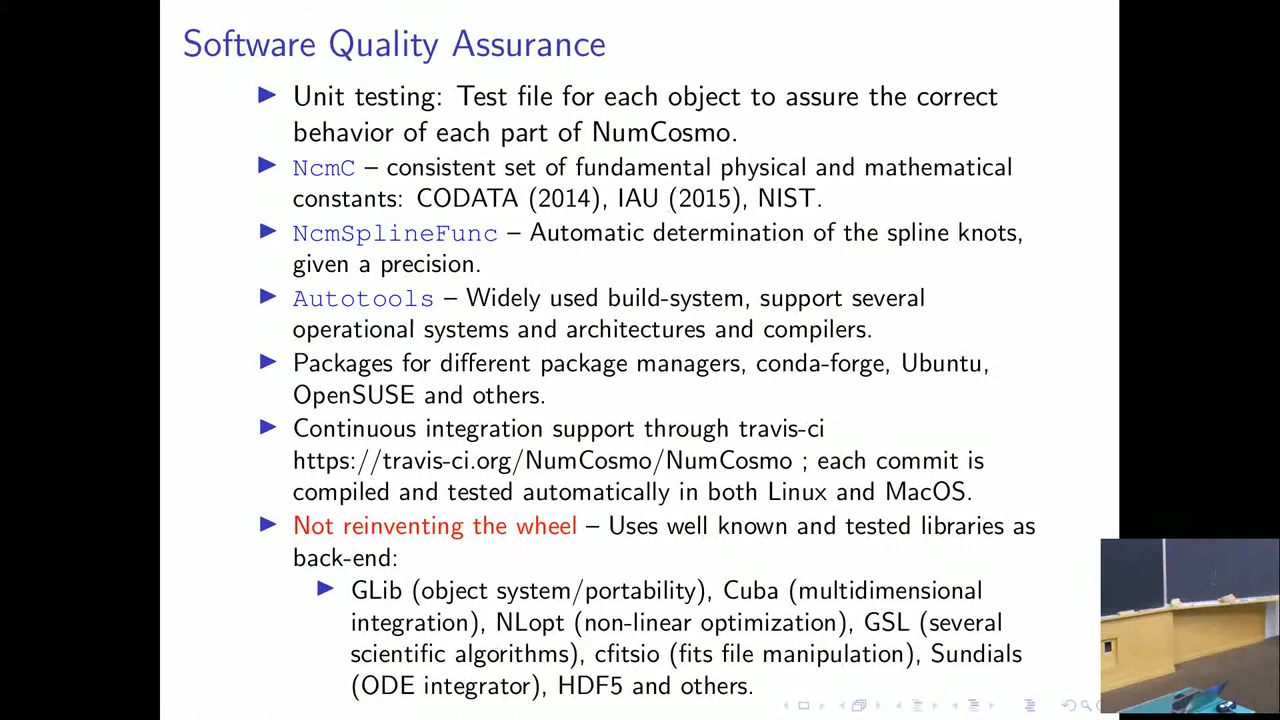 Software Quality Assurance
Unit testing: Test file for each object to assure the correct
behavior of each part of NumCosmo.
NcmC – consistent set of fundamental physical and mathematical
constants: CODATA (2014), IAU (2015), NIST.
NcmSplineFunc – Automatic determination of the spline knots,
given a precision.
Autotools – Widely used build-system, support several
operational systems and architectures and compilers.
Packages for different package managers, conda-forge, Ubuntu,
OpenSUSE and others.
Continuous integration support through travis-ci
https://travis-ci.org/NumCosmo/NumCosmo ; each commit is
compiled and tested automatically in both Linux and MacOS.
Not reinventing the wheel – Uses well known and tested libraries as
back-end:
GLib (object system/portability), Cuba (multidimensional
integration), NLopt (non-linear optimization), GSL (several
scientific algorithms), cfitsio (fits file manipulation), Sundials
(ODE integrator), HDF5 and others.